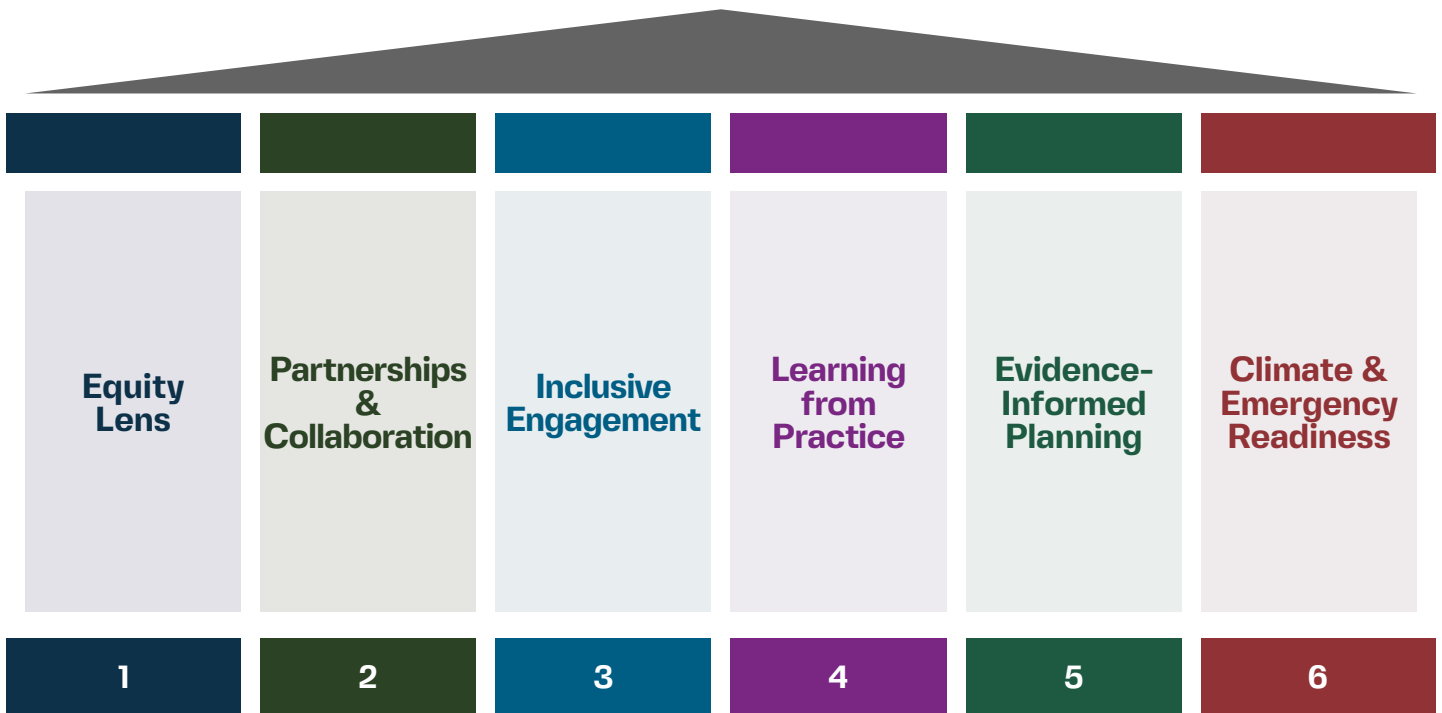 Equity
Lens
Partnerships
&
Collaboration
Inclusive
Engagement
Learning
from
Practice
Evidence-
Informed
Planning
Climate &
Emergency
Readiness
1
2
3
4
5
6